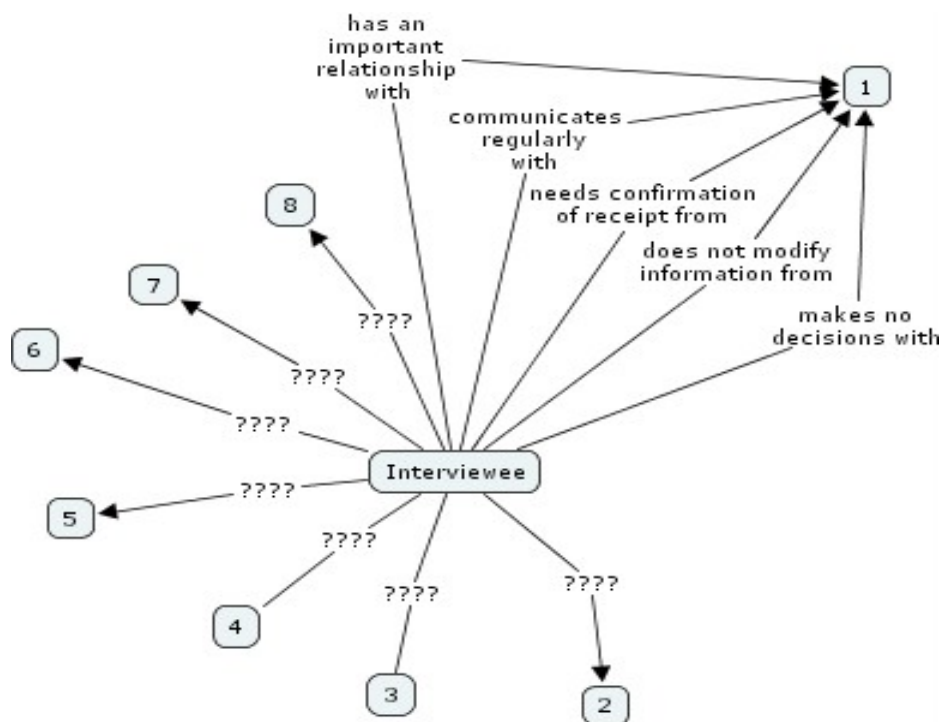 has an
important
relationship
with
1
communicates
regularly
with
needs confirmation
of receipt from
8
does not modify
information from
7
????
makes no
decisions with
6
????
????
Interviewee
????
5
????
????
????
4
3
2